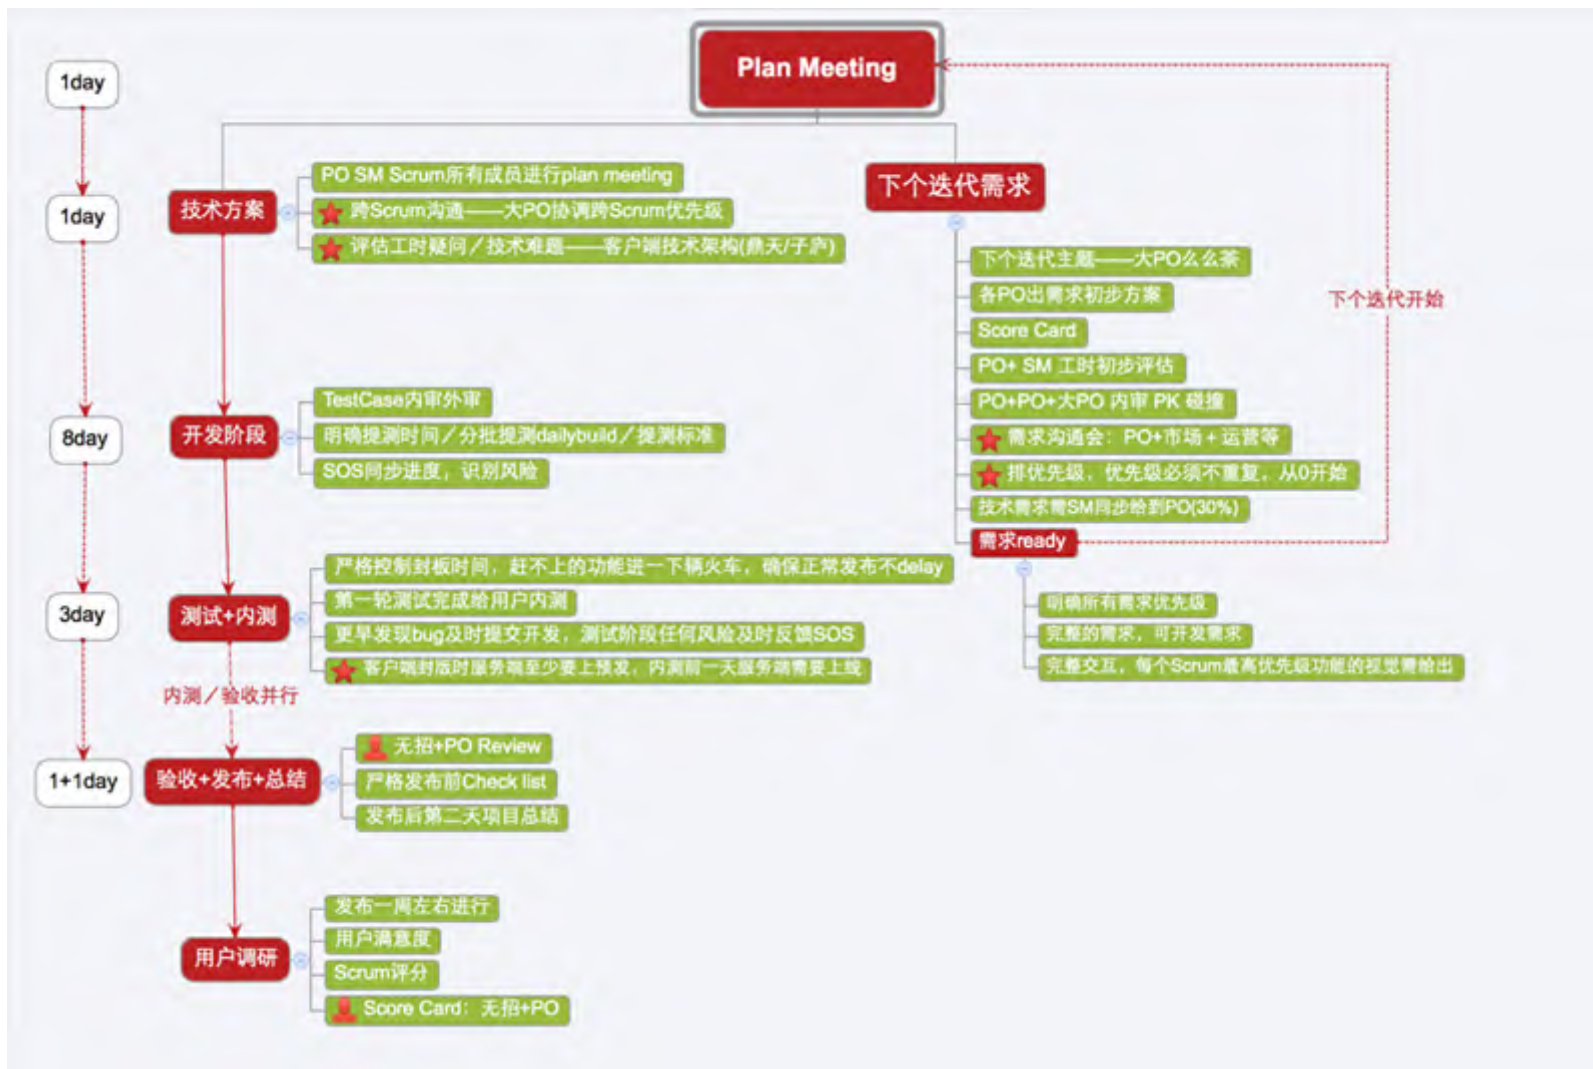 Plan Meeting
1day
1day
8day
3day
1+1day
技术方案
PO SM Scrum所有成员进行plan meeting
跨Scrum沟通——大PO协调跨Scrum优先级
评估工时疑问／技术难题——客户端技术架构(鼎天/子庐)
开发阶段
TestCase内审外审
明确提测时间／分批提测dailybuild／提测标准
SOS同步进度，识别风险
测试+内测
严格控制封板时间，赶不上的功能进一下辆火车，确保正常发布不delay
第一轮测试完成给用户内测
更早发现bug及时提交开发，测试阶段任何风险及时反馈SOS
客户端封版时服务端至少要上预发，内测前一天服务端需要上线
内测／验收并行
验收+发布+总结
无招+PO Review
严格发布前Check list
发布后第二天项目总结
用户调研
发布一周左右进行
用户满意度
Scrum评分
Score Card：无招+PO
下个迭代需求
下个迭代主题——大PO么么茶
各PO出需求初步方案
Score Card
PO+ SM 工时初步评估
PO+PO+大PO 内审 PK 碰撞
需求沟通会：PO+市场＋运营等
排优先级，优先级必须不重复，从0开始
技术需求需SM同步给到PO(30%)
需求ready
明确所有需求优先级
完整的需求，可开发需求
完整交互，每个Scrum最高优先级功能的视觉需给出
下个迭代开始